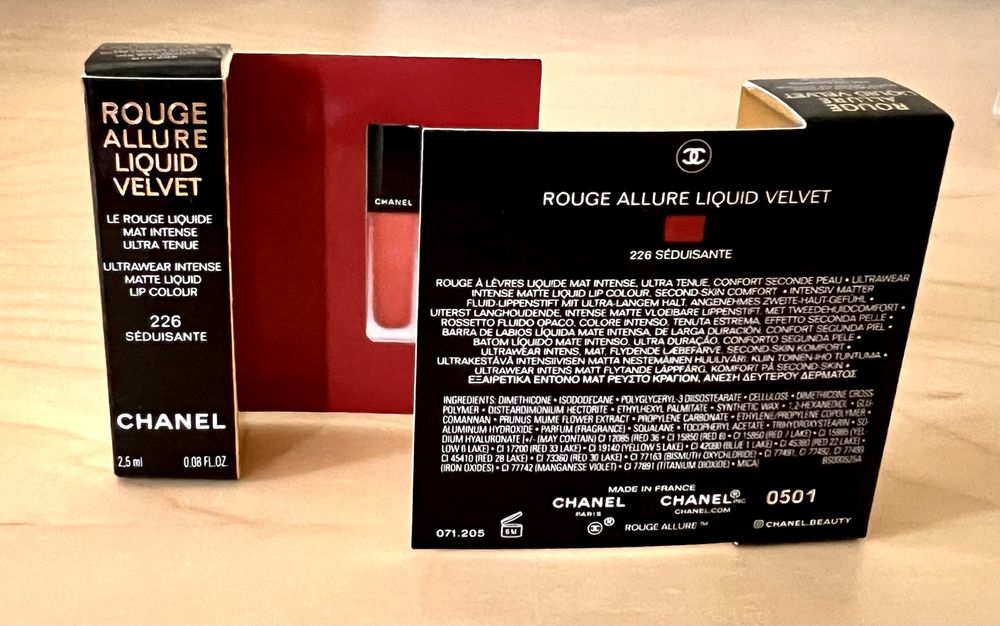 ROUGE
ALLURE
LIQUID
VELVET
LE ROUGE LIQUIDE
MAT INTENSE
ULTRA TENUE
ULTRAWEAR INTENSE
MATTE LIQUID
LIP COLOUR
226
SÉDUISANTE
CHANEL
2,5 ml 0.08 FL.OZ.
CHANEL
ROUGE
ALLURE
LIQUID VELVET
ROUGE ALLURE LIQUID VELVET
226 SÉDUISANTE
ROUGE À LÈVRES LIQUIDE MAT INTENSE, ULTRA TENUE, CONFORT SECONDE PEAU • ULTRAWEAR
INTENSE MATTE LIQUID LIP COLOUR, SECOND-SKIN COMFORT • INTENSIV MATTER
FLUID-LIPPENSTIFT MIT ULTRA-LANGEM HALT, ANGENEHMES ZWEITE-HAUT-GEFÜHL •
UITERST LANGHOUDENDE, INTENSE MATTE VLOEIBARE LIPPENSTIFT, MET TWEEDEHUIDCOMFORT •
ROSSETTO FLUIDO OPACO, COLORE INTENSO, TENUTA ESTREMA, EFFETTO SECONDA PELLE •
BARRA DE LABIOS LÍQUIDA MATE INTENSA, DE LARGA DURACIÓN, CONFORT SEGUNDA PIEL •
BATOM LÍQUIDO MATE INTENSO, ULTRA DURAÇÃO, CONFORTO SEGUNDA PELE •
ULTRAWEAR INTENS, MAT, FLYDENDE LÆBEFARVE, SECOND-SKIN KOMFORT •
ULTRAKESTÄVÄ INTENSIIVISEN MATTA NESTEMÄINEN HUULIVÄRI, KUIN TOINEN IHO TUNTUMA •
ULTRAWEAR INTENS MATT FLYTANDE LÄPPFÄRG, KOMFORT PÅ SECOND-SKIN •
ΕΞΑΙΡΕΤΙΚΑ ΕΝΤΟΝΟ ΜΑΤ ΡΕΥΣΤΟ ΚΡΑΓΙΟΝ, ΑΝΕΣΗ ΔΕΥΤΕΡΟΥ ΔΕΡΜΑΤΟΣ
INGREDIENTS: DIMETHICONE • ISODODECANE • POLYGLYCERYL-3 DIISOSTEARATE • CELLULOSE • DIMETHICONE CROSS
POLYMER • DISTEARDIMONIUM HECTORITE • ETHYLHEXYL PALMITATE • SYNTHETIC WAX • 1,2-HEXANEDIOL • GLU-
COMANNAN • PRUNUS MUME FLOWER EXTRACT • PROPYLENE CARBONATE • ETHYLENE/PROPYLENE COPOLYMER •
ALUMINUM HYDROXIDE • PARFUM (FRAGRANCE) • SQUALANE • TOCOPHERYL ACETATE • TRIHYDROXYSTEARIN • SO-
DIUM HYALURONATE [+/- (MAY CONTAIN) CI 12085 (RED 36) • CI 15850 (RED 6) • CI 15850 (RED 7 LAKE) • CI 15985 (YEL-
LOW 6 LAKE) • CI 17200 (RED 33 LAKE) • CI 19140 (YELLOW 5 LAKE) • CI 42090 (BLUE 1 LAKE) • CI 45380 (RED 22 LAKE) •
CI 45410 (RED 28 LAKE) • CI 73360 (RED 30 LAKE) • CI 77163 (BISMUTH OXYCHLORIDE) • CI 77491, CI 77492, CI 77499
(IRON OXIDES) • CI 77742 (MANGANESE VIOLET) • CI 77891 (TITANIUM DIOXIDE) • MICA]
MADE IN FRANCE
CHANEL CHANEL® INC. 0501
PARIS CHANEL.COM
071.205 6M ® ROUGE ALLURE™ CHANEL.BEAUTY